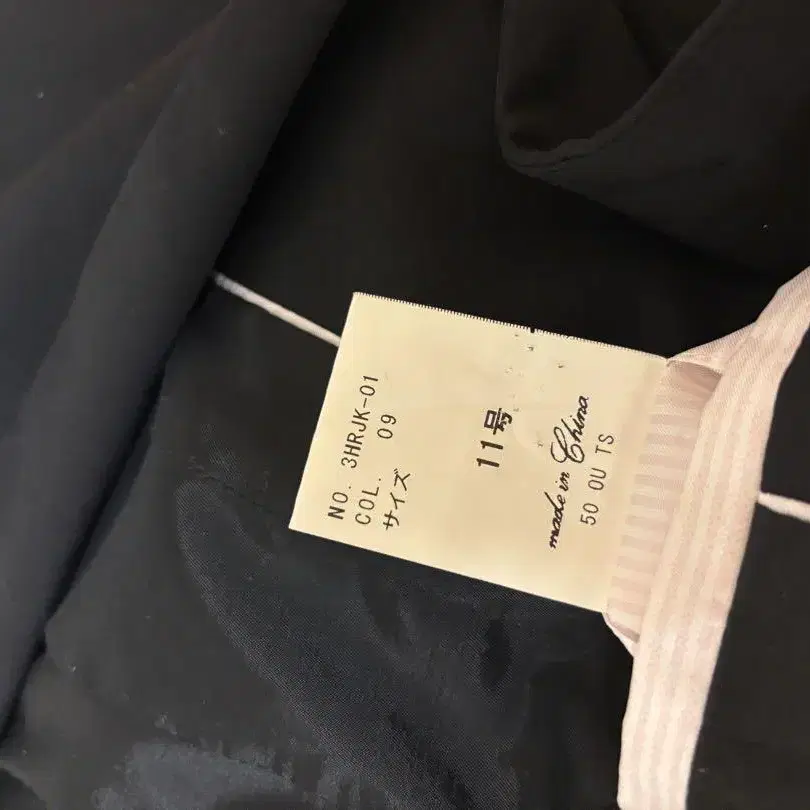 NO. 3HRJK-01
COL. 09
サイズ
11号
made in China
50 OU TS